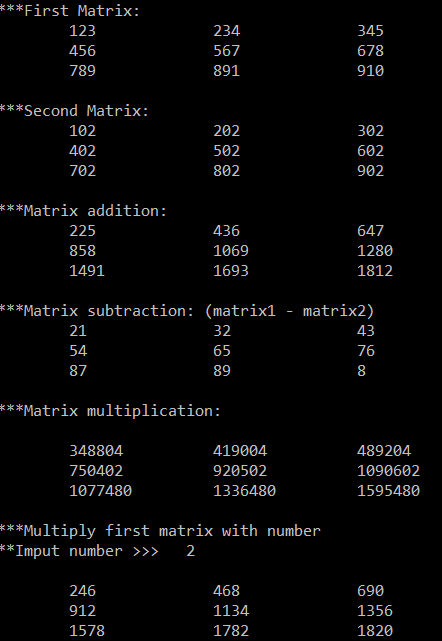 ***First Matrix:
123 234 345
456 567 678
789 891 910
***Second Matrix:
102 202 302
402 502 602
702 802 902
***Matrix addition:
225 436 647
858 1069 1280
1491 1693 1812
***Matrix subtraction: (matrix1 - matrix2)
21 32 43
54 65 76
87 89 8
***Matrix multiplication:
348804 419004 489204
750402 920502 1090602
1077480 1336480 1595480
***Multiply first matrix with number
**Imput number >>> 2
246 468 690
912 1134 1356
1578 1782 1820